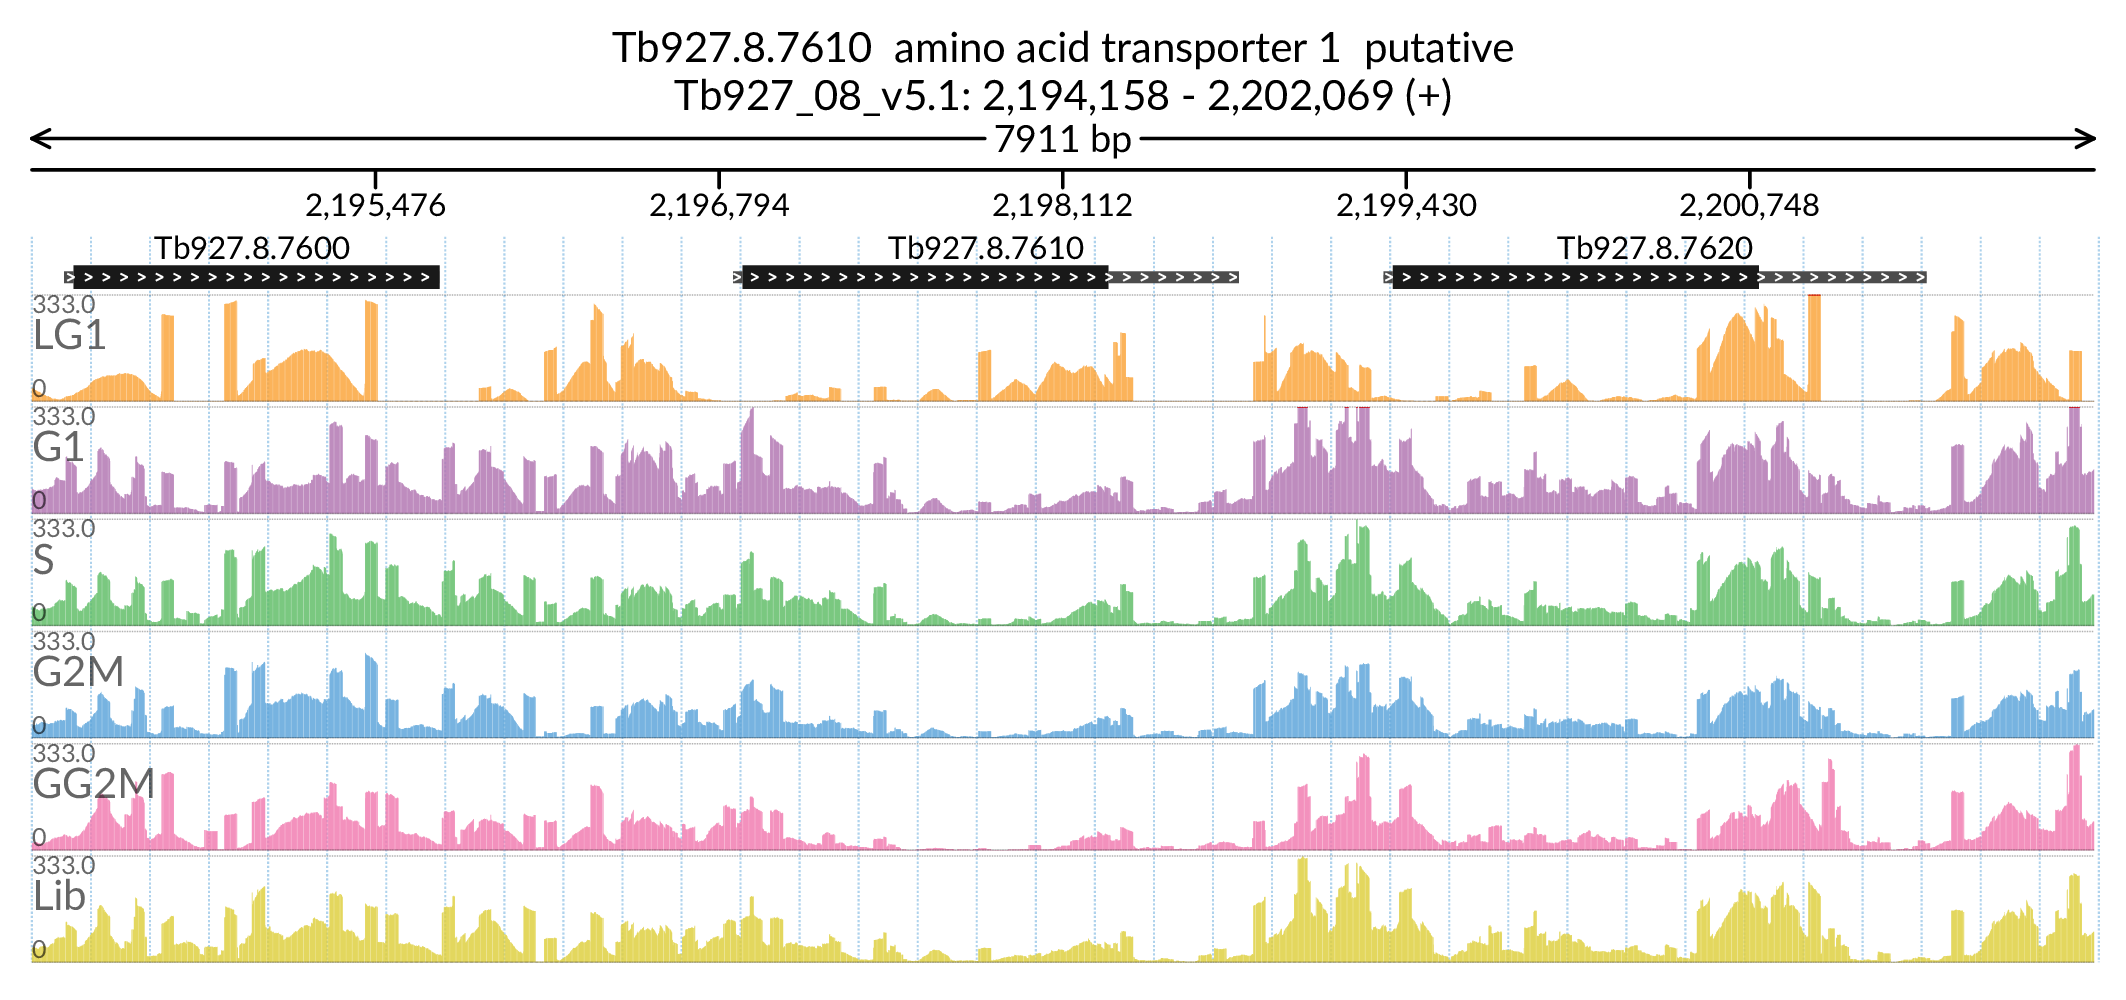 Tb927.8.7610  amino acid transporter 1  putative
Tb927_08_v5.1: 2,194,158 - 2,202,069 (+)
7911 bp
2,195,476 2,196,794 2,198,112 2,199,430 2,200,748
Tb927.8.7600 Tb927.8.7610 Tb927.8.7620
333.0
LG1
0
333.0
G1
0
333.0
S
0
333.0
G2M
0
333.0
GG2M
0
333.0
Lib
0